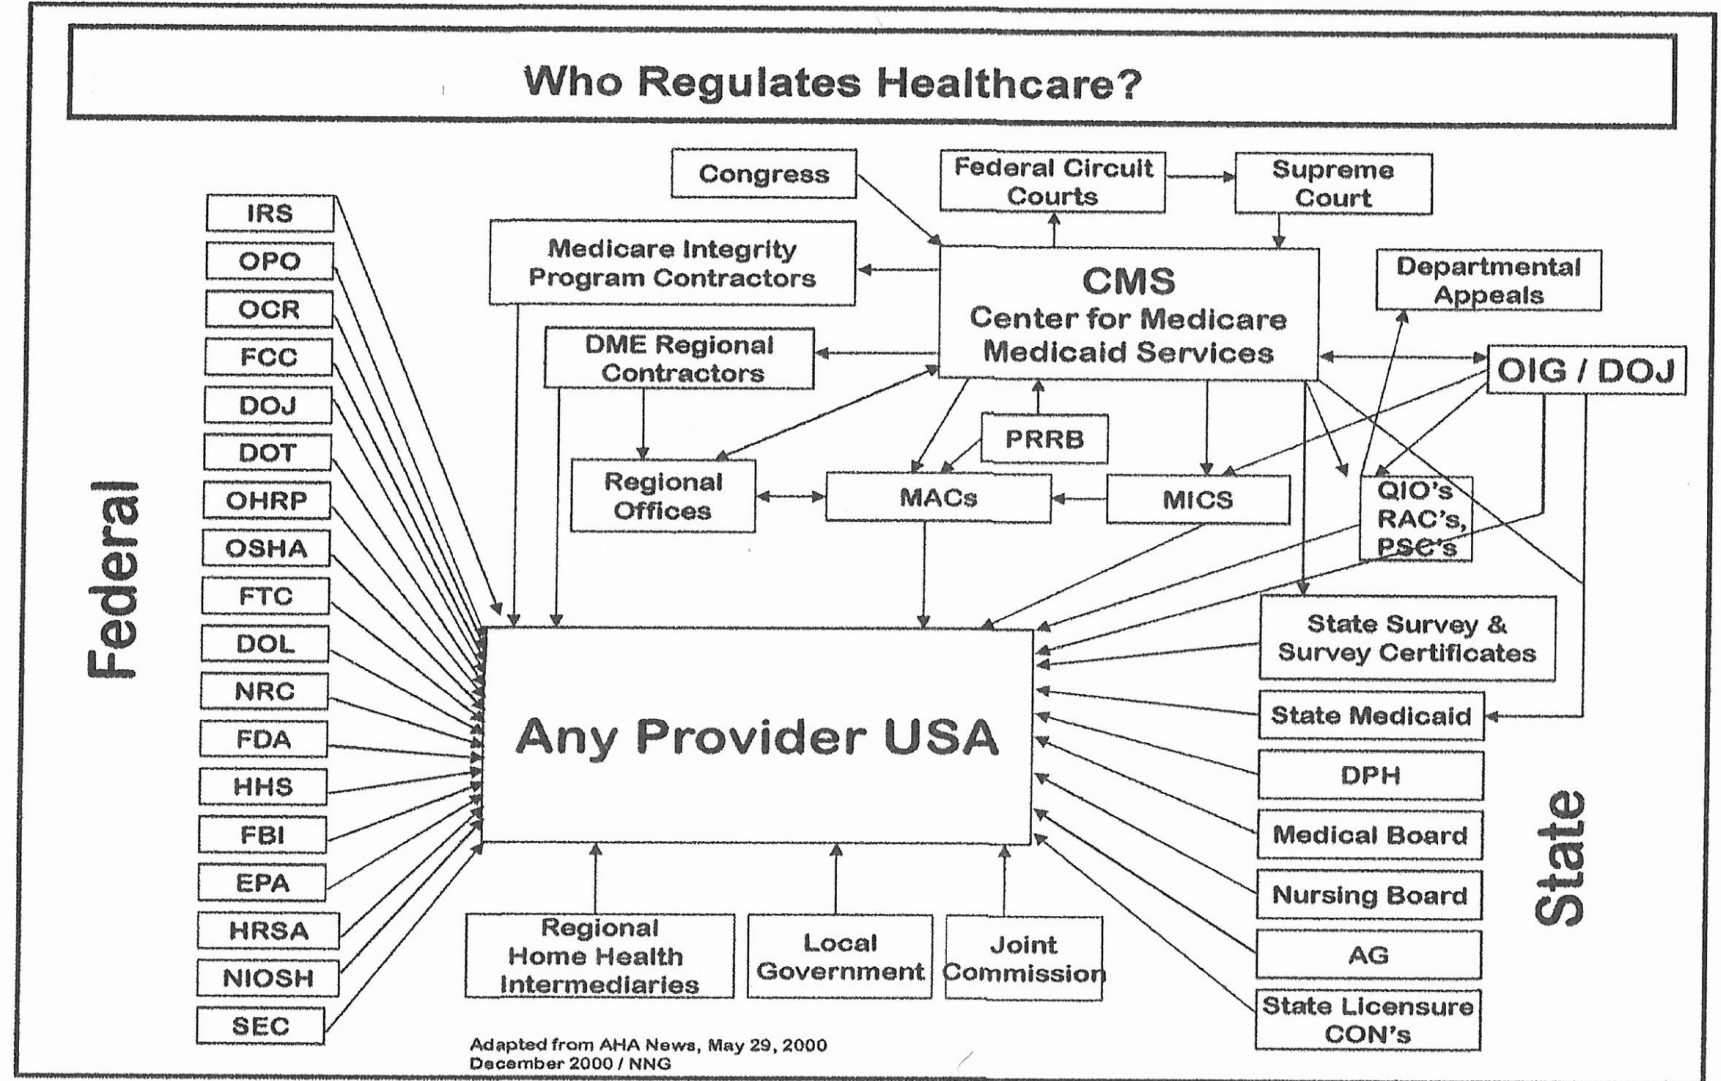 Who Regulates Healthcare?
Congress
Federal Circuit
Courts
Supreme
Court
Medicare Integrity
Program Contractors
CMS
Center for Medicare
Medicaid Services
Departmental
Appeals
DME Regional
Contractors
OIG / DOJ
PRRB
Regional
Offices
MACs
MICS
QIO's
RAC's,
PSC's
Federal
IRS
OPO
OCR
FCC
DOJ
DOT
OHRP
OSHA
FTC
DOL
NRC
FDA
HHS
FBI
EPA
HRSA
NIOSH
SEC
Any Provider USA
State Survey &
Survey Certificates
State Medicaid
DPH
Medical Board
Nursing Board
AG
State Licensure
CON's
State
Regional
Home Health
Intermediaries
Local
Government
Joint
Commission
Adapted from AHA News, May 29, 2000
December 2000 / NNG